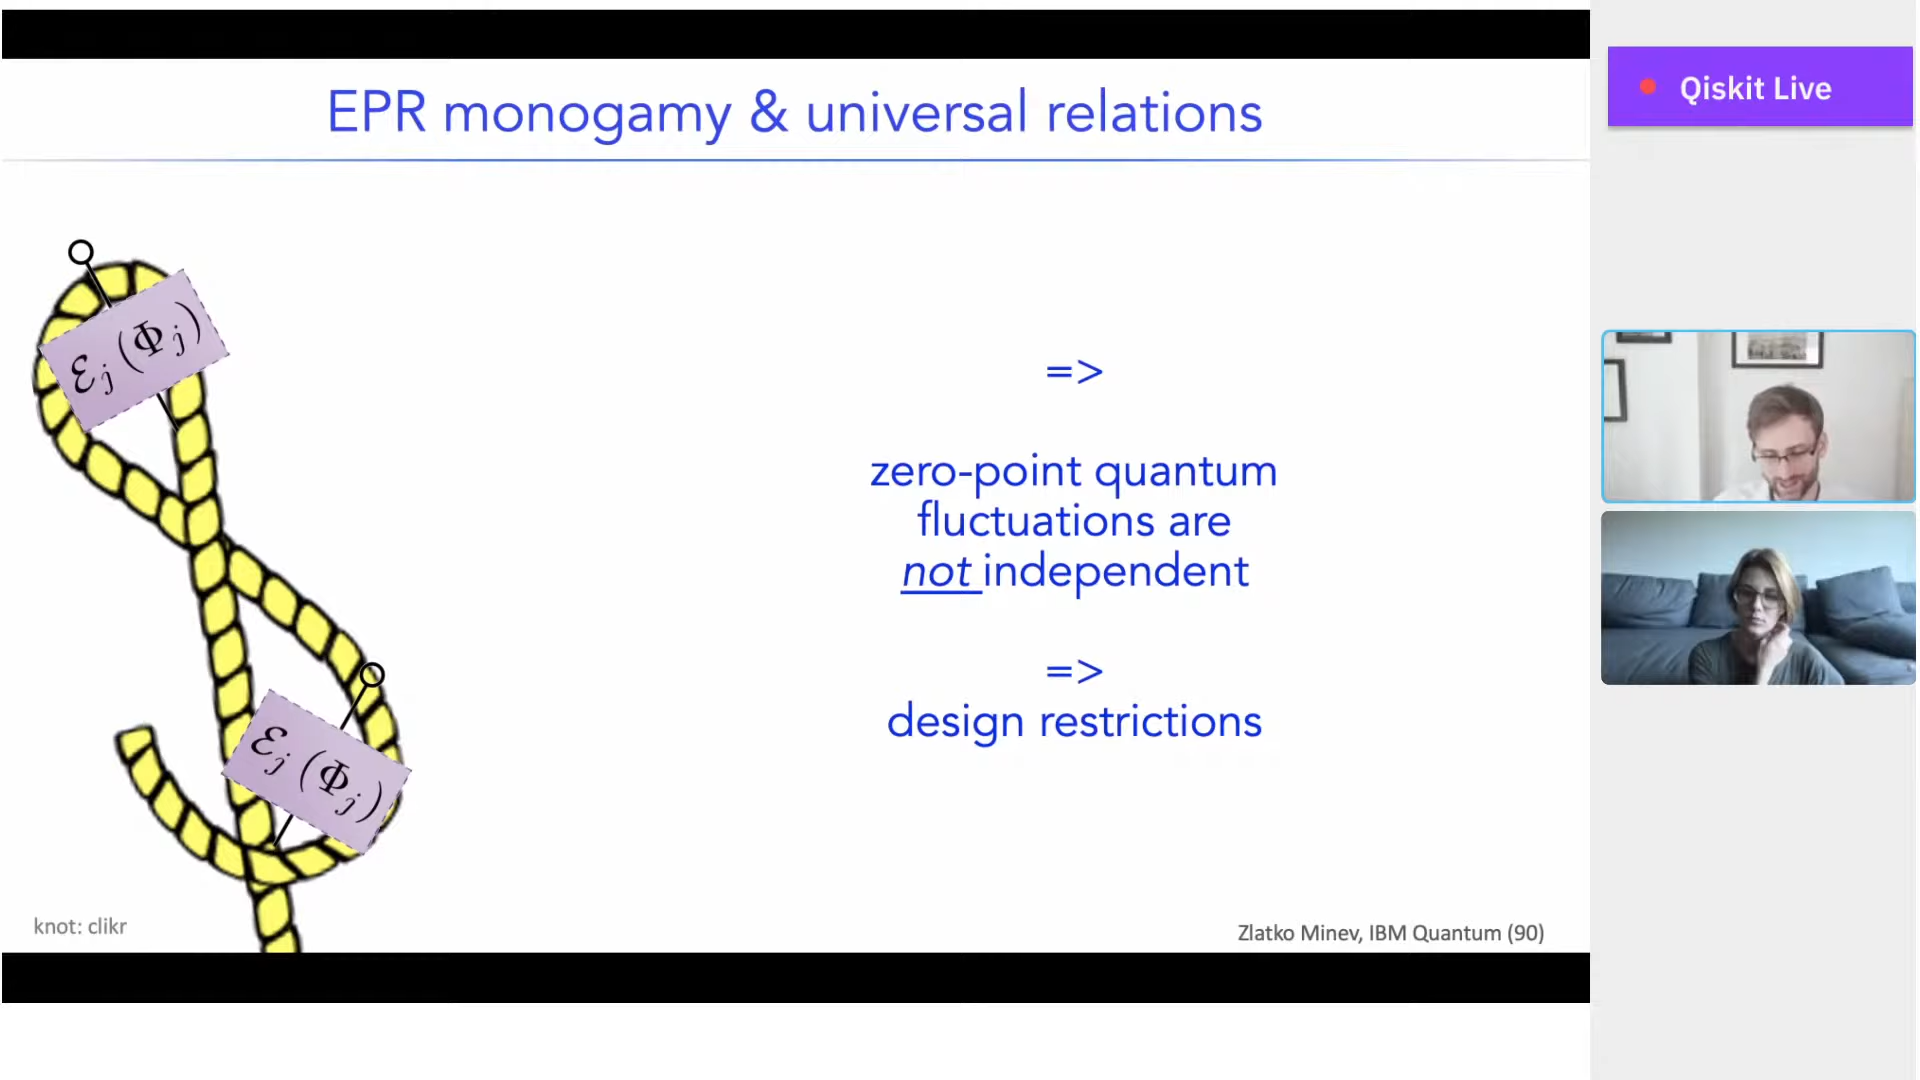 EPR monogamy & universal relations
Qiskit Live
ℰj (Φj)
=>
zero-point quantum
fluctuations are
not independent
=>
design restrictions
ℰj (Φj)
knot: clikr
Zlatko Minev, IBM Quantum (90)